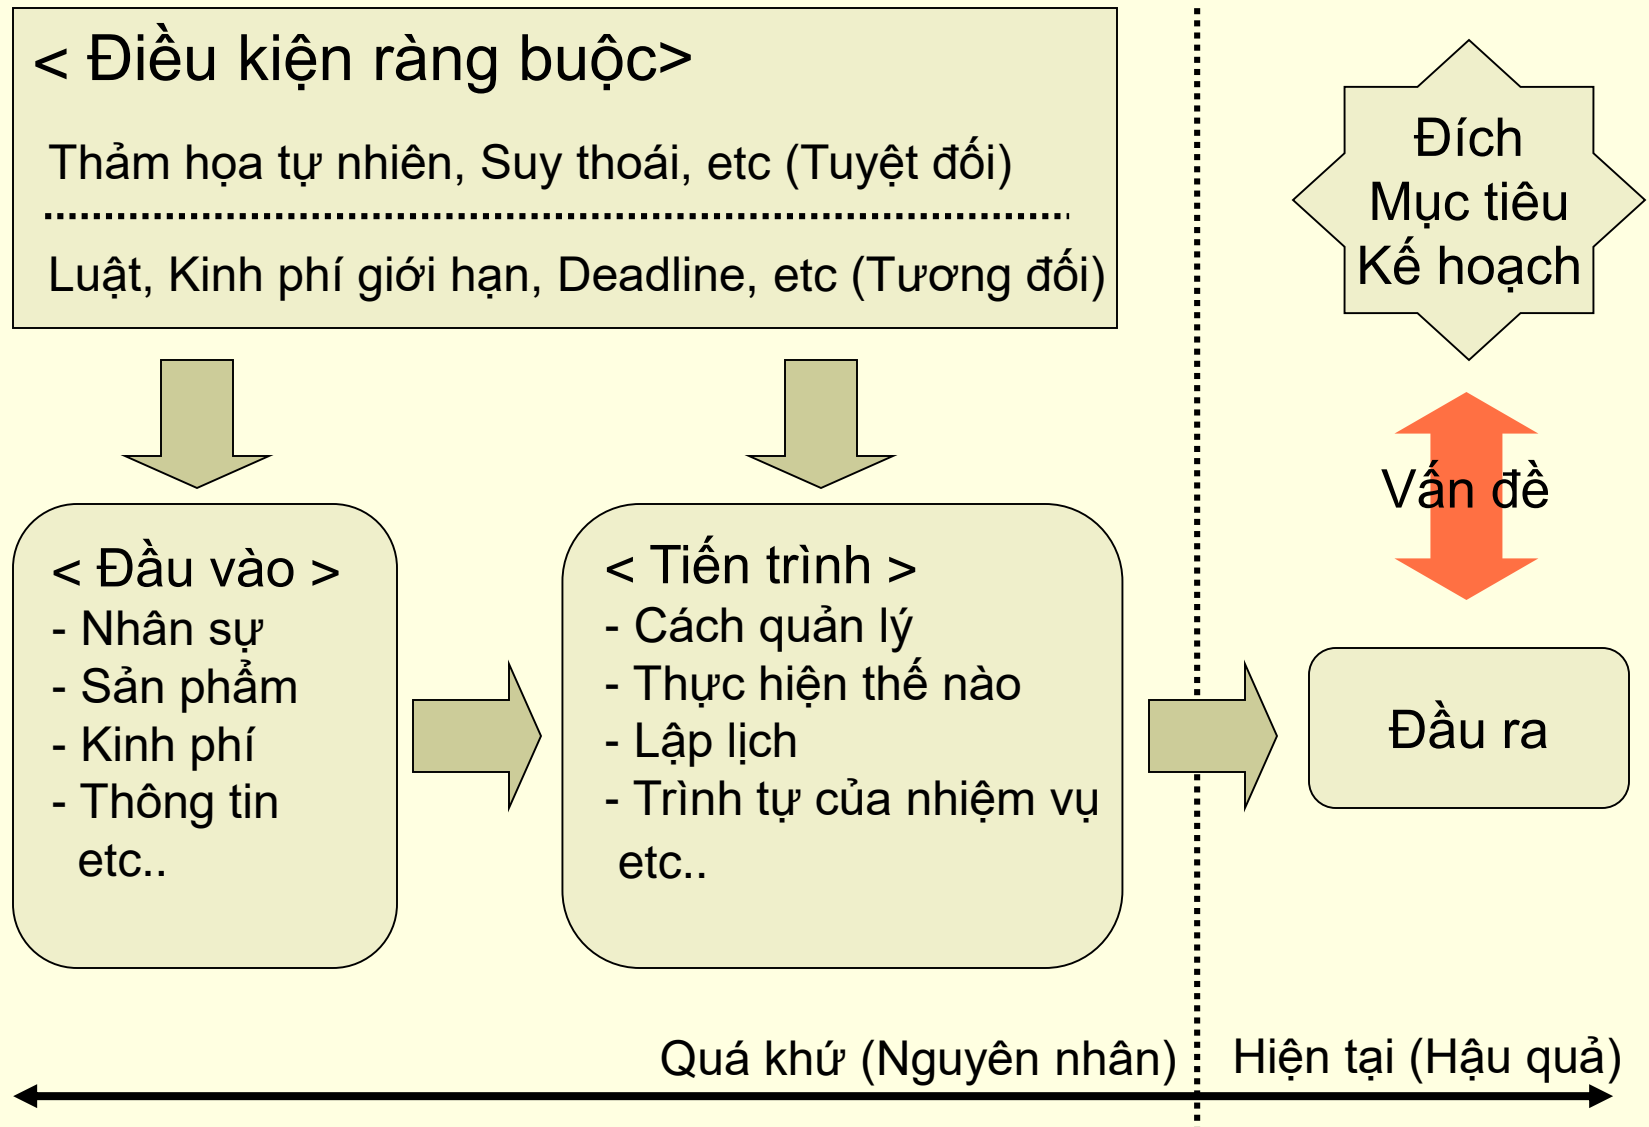 < Điều kiện ràng buộc>
Thảm họa tự nhiên, Suy thoái, etc (Tuyệt đối)
Luật, Kinh phí giới hạn, Deadline, etc (Tương đối)
Đích
Mục tiêu
Kế hoạch
Vấn đề
< Đầu vào >
- Nhân sự
- Sản phẩm
- Kinh phí
- Thông tin
etc..
< Tiến trình >
- Cách quản lý
- Thực hiện thế nào
- Lập lịch
- Trình tự của nhiệm vụ
etc..
Đầu ra
Quá khứ (Nguyên nhân)
Hiện tại (Hậu quả)